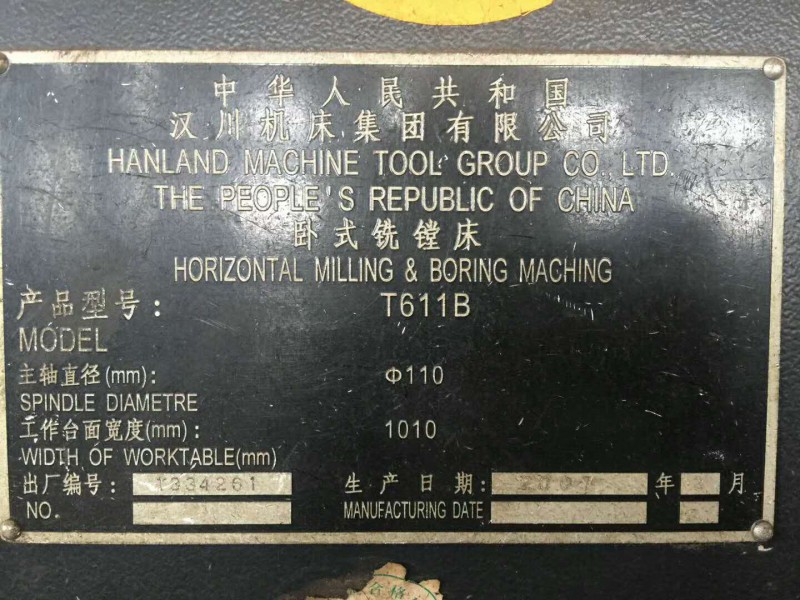 中华人民共和国
汉川机床集团有限公司
HANLAND MACHINE TOOL GROUP CO., LTD.
THE PEOPLE'S REPUBLIC OF CHINA
卧式铣镗床
HORIZONTAL MILLING & BORING MACHING
产品型号: T611B
MODEL
主轴直径(mm): Φ110
SPINDLE DIAMETRE
工作台面宽度(mm): 1010
WIDTH OF WORKTABLE(mm)
出厂编号: 1334261 生产日期: 2007 年 月
NO. MANUFACTURING DATE